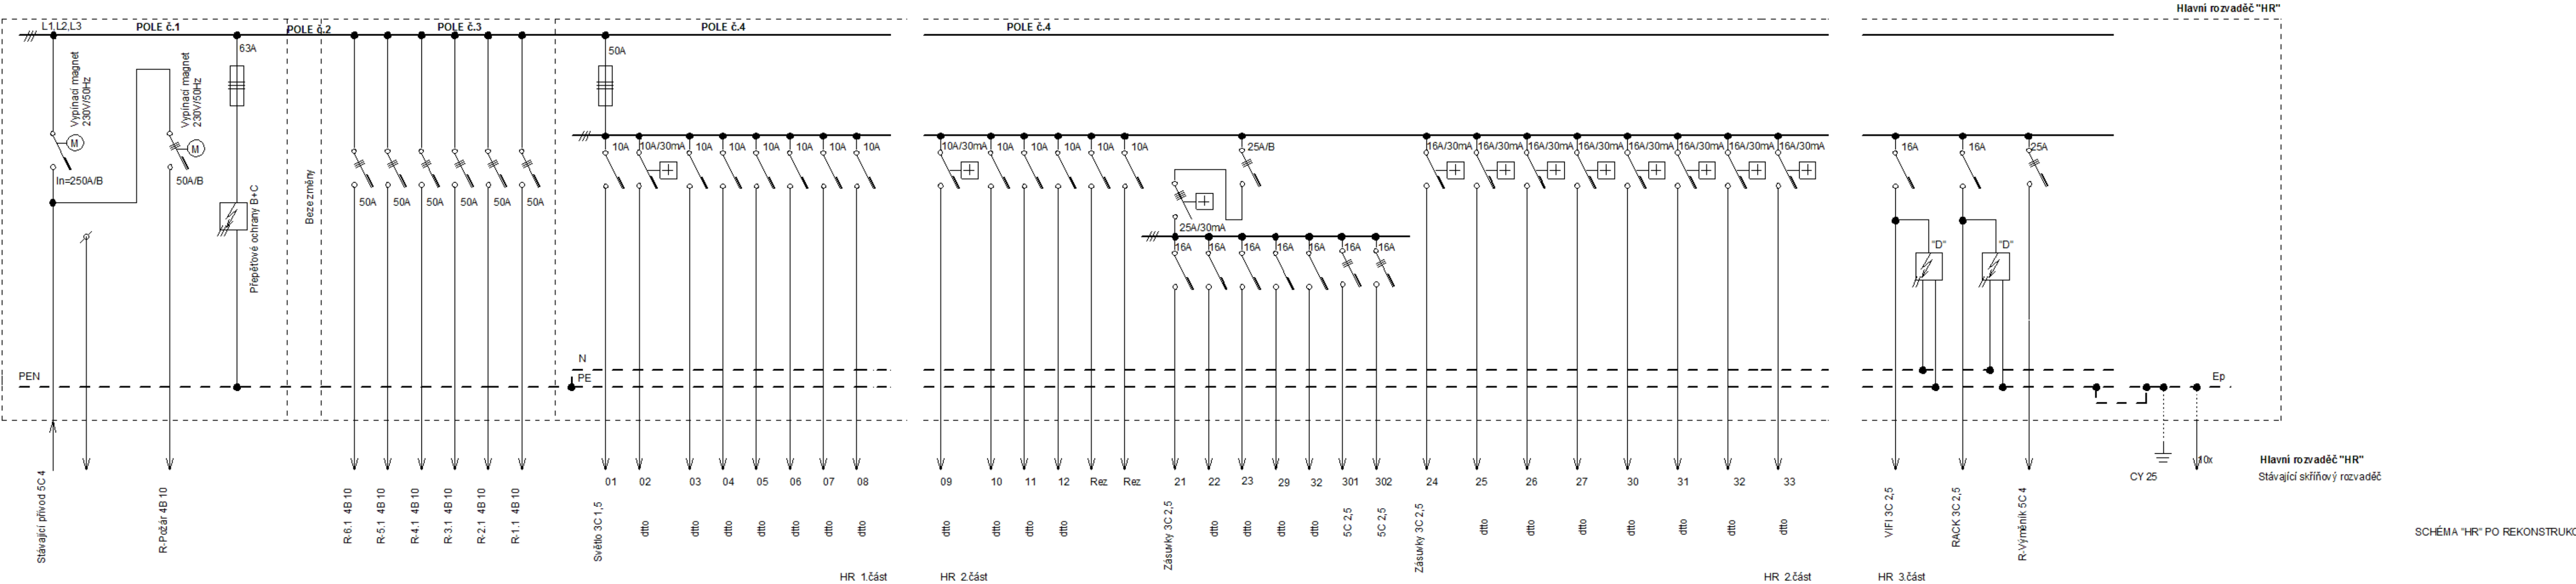 Hlavní rozvaděč "HR"
L1,L2,L3
POLE č.1
POLE č.2
POLE č.3
POLE č.4
POLE č.4
63A
50A
Vypínací magnet
230V/50Hz
Vypínací magnet
230V/50Hz
M
M
In=250A/B
50A/B
Přepěťové ochrany B+C
Beze změny
50A
50A
50A
50A
50A
50A
10A
10A/30mA
10A
10A
10A
10A
10A
10A
10A/30mA
10A
10A
10A
10A
10A
25A/B
25A/30mA
16A
16A
16A
16A
16A
16A
16A
16A/30mA
16A/30mA
16A/30mA
16A/30mA
16A/30mA
16A/30mA
16A/30mA
16A/30mA
16A
16A
25A
"D"
"D"
N
PE
PEN
Ep
01
02
03
04
05
06
07
08
09
10
11
12
Rez
Rez
21
22
23
29
32
301
302
24
25
26
27
30
31
32
33
10x
CY 25
Hlavní rozvaděč "HR"
Stávající skříňový rozvaděč
Stávající přívod 5C 4
R-Požár 4B 10
R-6.1 4B 10
R-5.1 4B 10
R-4.1 4B 10
R-3.1 4B 10
R-2.1 4B 10
R-1.1 4B 10
Světlo 3C 1,5
dtto
dtto
dtto
dtto
dtto
dtto
dtto
dtto
dtto
dtto
dtto
Zásuvky 3C 2,5
dtto
dtto
dtto
dtto
5C 2,5
5C 2,5
Zásuvky 3C 2,5
dtto
dtto
dtto
dtto
dtto
dtto
dtto
VIFI 3C 2,5
RACK 3C 2,5
R-Výměník 5C 4
SCHÉMA "HR" PO REKONSTRUKC
HR 1.část
HR 2.část
HR 2.část
HR 3.část